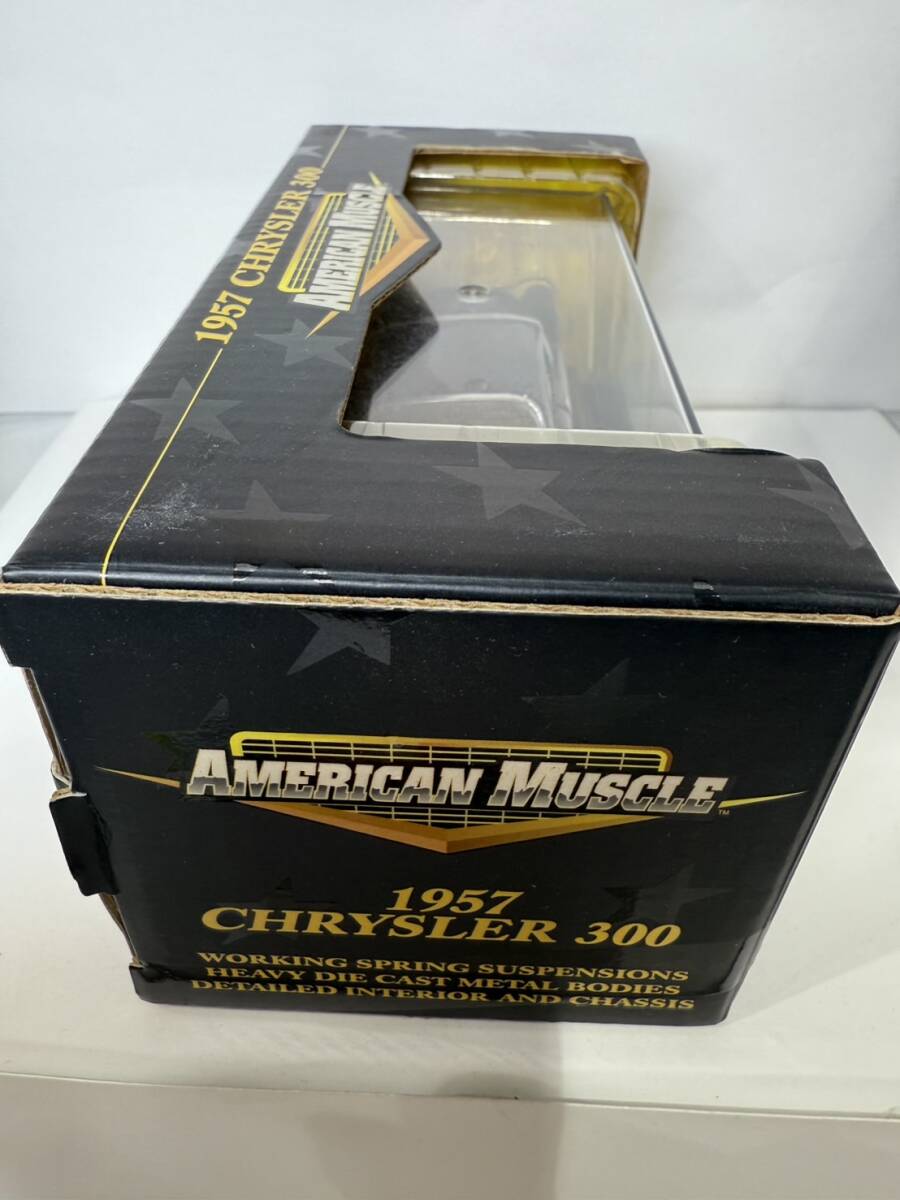 1957 CHRYSLER 300
AMERICAN MUSCLE
AMERICAN MUSCLE™
1957
CHRYSLER 300
WORKING SPRING SUSPENSIONS
HEAVY DIE CAST METAL BODIES
DETAILED INTERIOR AND CHASSIS